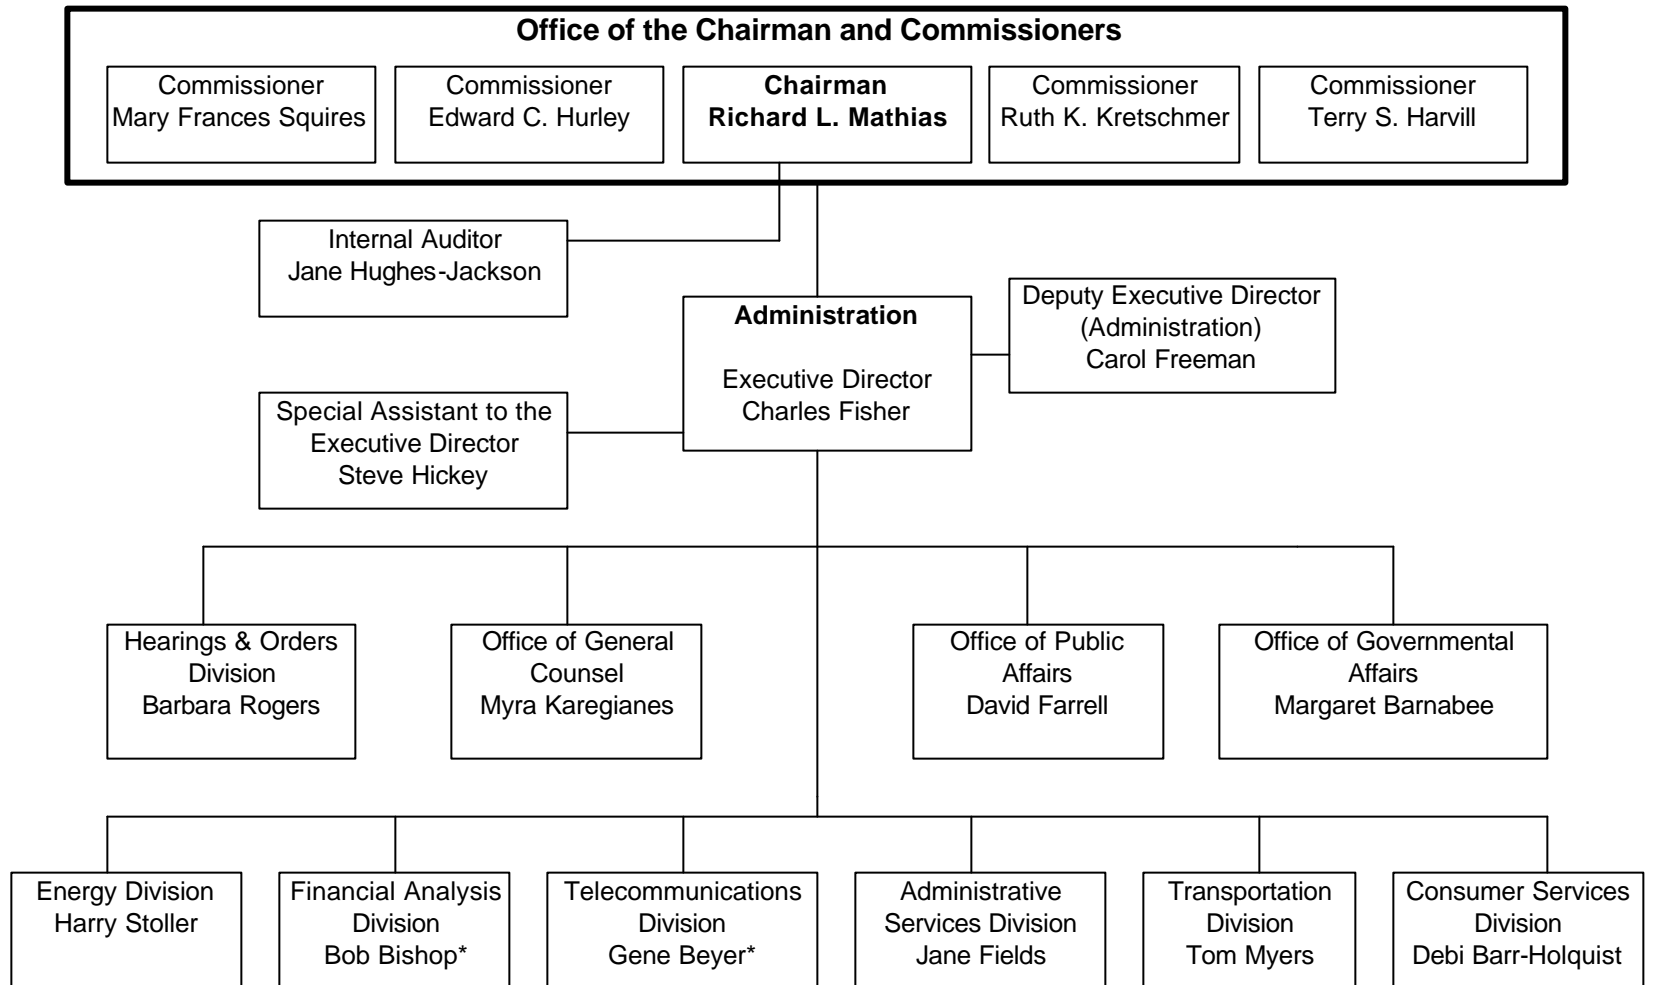 Office of the Chairman and Commissioners
Commissioner
Mary Frances Squires
Commissioner
Edward C. Hurley
Chairman
Richard L. Mathias
Commissioner
Ruth K. Kretschmer
Commissioner
Terry S. Harvill
Internal Auditor
Jane Hughes-Jackson
Administration
Executive Director
Charles Fisher
Deputy Executive Director
(Administration)
Carol Freeman
Special Assistant to the
Executive Director
Steve Hickey
Hearings & Orders
Division
Barbara Rogers
Office of General
Counsel
Myra Karegianes
Office of Public
Affairs
David Farrell
Office of Governmental
Affairs
Margaret Barnabee
Energy Division
Harry Stoller
Financial Analysis
Division
Bob Bishop*
Telecommunications
Division
Gene Beyer*
Administrative
Services Division
Jane Fields
Transportation
Division
Tom Myers
Consumer Services
Division
Debi Barr-Holquist